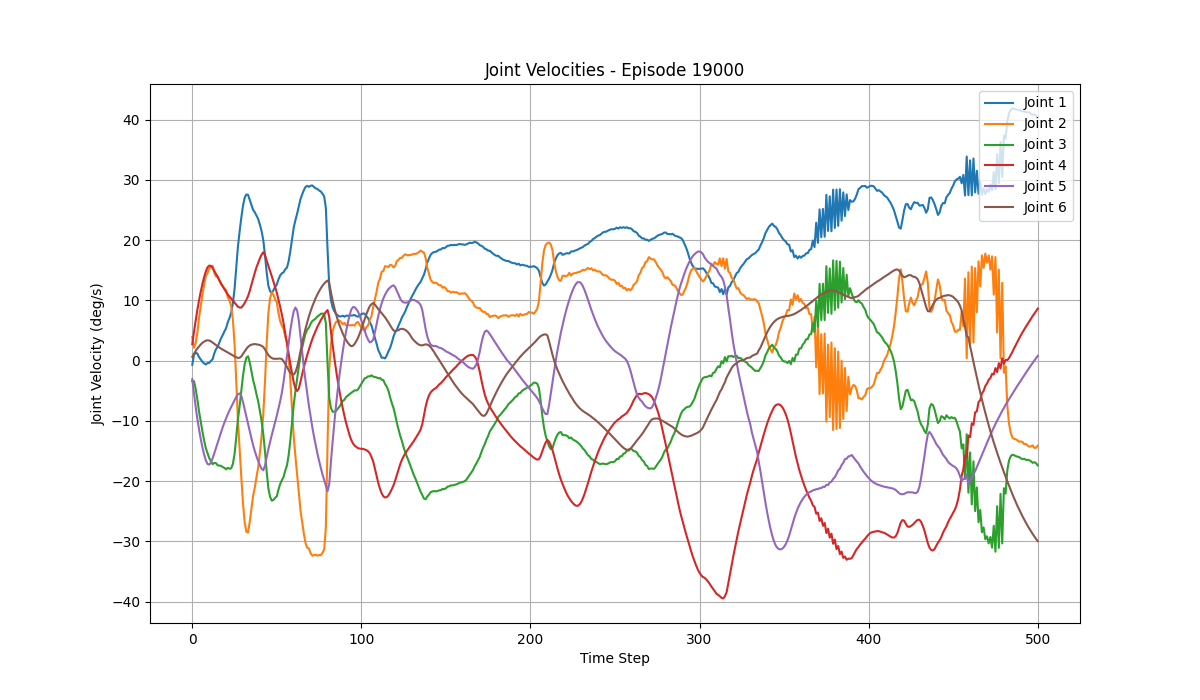 Joint Velocities - Episode 19000
Joint Velocity (deg/s)
40
30
20
10
0
−10
−20
−30
−40
0
100
200
300
400
500
Time Step
Joint 1
Joint 2
Joint 3
Joint 4
Joint 5
Joint 6